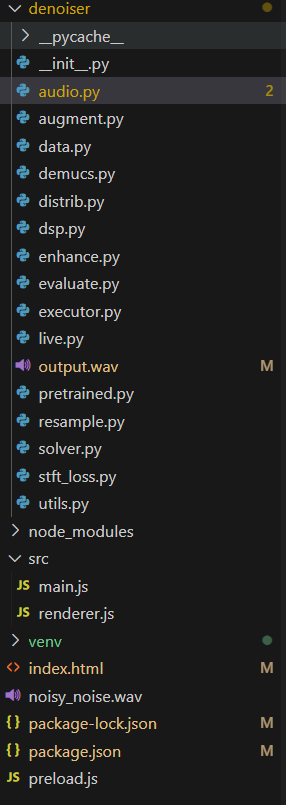 denoiser
__pycache__
__init__.py
audio.py 2
augment.py
data.py
demucs.py
distrib.py
dsp.py
enhance.py
evaluate.py
executor.py
live.py
output.wav M
pretrained.py
resample.py
solver.py
stft_loss.py
utils.py
node_modules
src
JS main.js
JS renderer.js
venv
<> index.html M
noisy_noise.wav
{} package-lock.json M
{} package.json M
JS preload.js